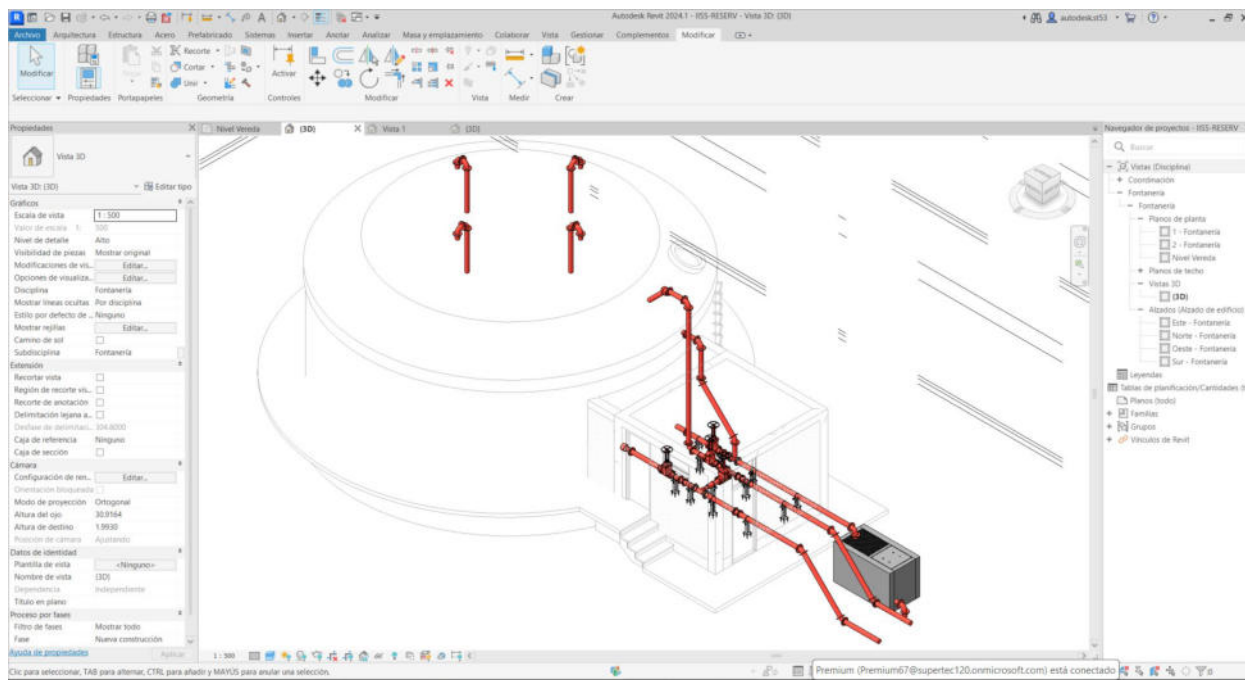 Autodesk Revit 2024.1 - IISS-RESERV - Vista 3D: {3D}
autodesk.st53
Archivo Arquitectura Estructura Acero Prefabricado Sistemas Insertar Anotar Analizar Masa y emplazamiento Colaborar Vista Gestionar Complementos Modificar
Modificar
Recorte
Cortar
Unir
Activar
Seleccionar Propiedades Portapapeles Geometría Controles Modificar Vista Medir Crear
Propiedades
Nivel Vereda {3D} Vista 1 {3D}
Navegador de proyectos - IISS-RESERV
Vista 3D
Vista 3D: {3D} Editar tipo
Gráficos
Escala de vista 1 : 500
Valor de escala 1: 500
Nivel de detalle Alto
Visibilidad de piezas Mostrar original
Modificaciones de vis... Editar...
Opciones de visualiza... Editar...
Disciplina Fontanería
Mostrar líneas ocultas Por disciplina
Estilo por defecto de ... Ninguno
Mostrar rejillas Editar...
Camino de sol
Subdisciplina Fontanería
Extensión
Recortar vista
Región de recorte vis...
Recorte de anotación
Delimitación lejana a...
Desfase de delimitaci... 304.8000
Caja de referencia Ninguno
Caja de sección
Cámara
Configuración de ren... Editar...
Orientación bloqueada
Modo de proyección Ortogonal
Altura del ojo 30.9164
Altura de destino 1.9930
Posición de cámara Ajustando
Datos de identidad
Plantilla de vista <Ninguno>
Nombre de vista {3D}
Dependencia Independiente
Título en plano
Proceso por fases
Filtro de fases Mostrar todo
Fase Nueva construcción
Ayuda de propiedades Aplicar
Buscar
Vistas (Disciplina)
Coordinación
Fontanería
Fontanería
Planos de planta
1 - Fontanería
2 - Fontanería
Nivel Vereda
Planos de techo
Vistas 3D
{3D}
Alzados (Alzado de edificio)
Este - Fontanería
Norte - Fontanería
Oeste - Fontanería
Sur - Fontanería
Leyendas
Tablas de planificación/Cantidades (t
Planos (todo)
Familias
Grupos
Vínculos de Revit
1 : 500
Clic para seleccionar, TAB para alternar, CTRL para añadir y MAYÚS para anular una selección.
Premium (Premium67@supertec120.onmicrosoft.com) está conectado